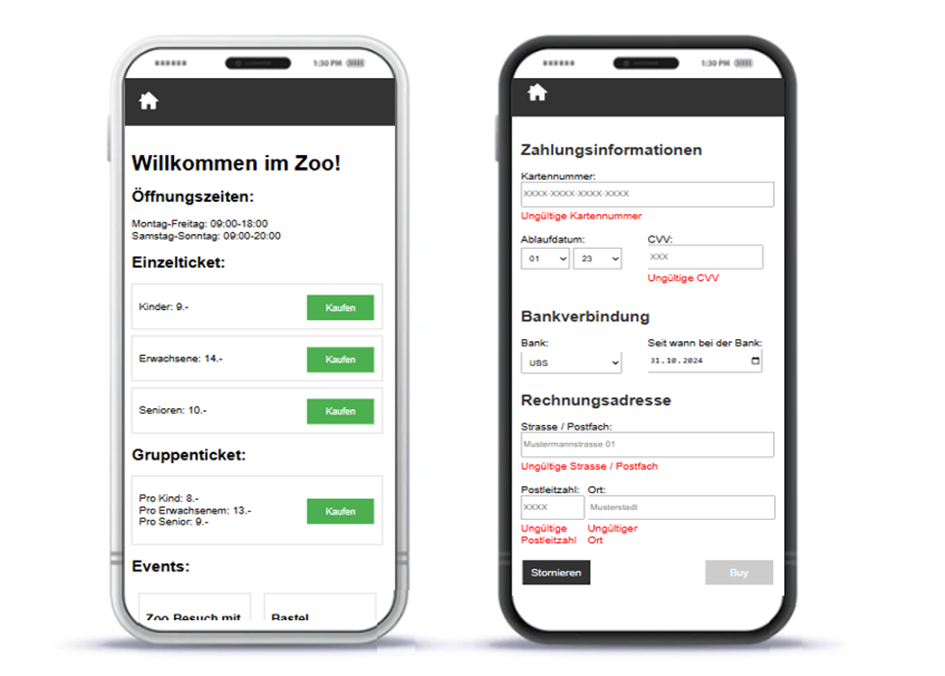 1:30 PM
Willkommen im Zoo!
Öffnungszeiten:
Montag-Freitag: 09:00-18:00
Samstag-Sonntag: 09:00-20:00
Einzelticket:
Kinder: 9.-
Kaufen
Erwachsene: 14.-
Kaufen
Senioren: 10.-
Kaufen
Gruppenticket:
Pro Kind: 8.-
Pro Erwachsenem: 13.-
Pro Senior: 9.-
Kaufen
Events:
Zoo Besuch mit
Bastel
1:30 PM
Zahlungsinformationen
Kartennummer:
XXXX-XXXX-XXXX-XXXX
Ungültige Kartennummer
Ablaufdatum:
CVV:
01
23
XXX
Ungültige CVV
Bankverbindung
Bank:
Seit wann bei der Bank:
UBS
31.10.2024
Rechnungsadresse
Strasse / Postfach:
Mustermannstrasse 01
Ungültige Strasse / Postfach
Postleitzahl:
Ort:
XXXX
Musterstadt
Ungültige
Postleitzahl
Ungültiger
Ort
Stornieren
Buy